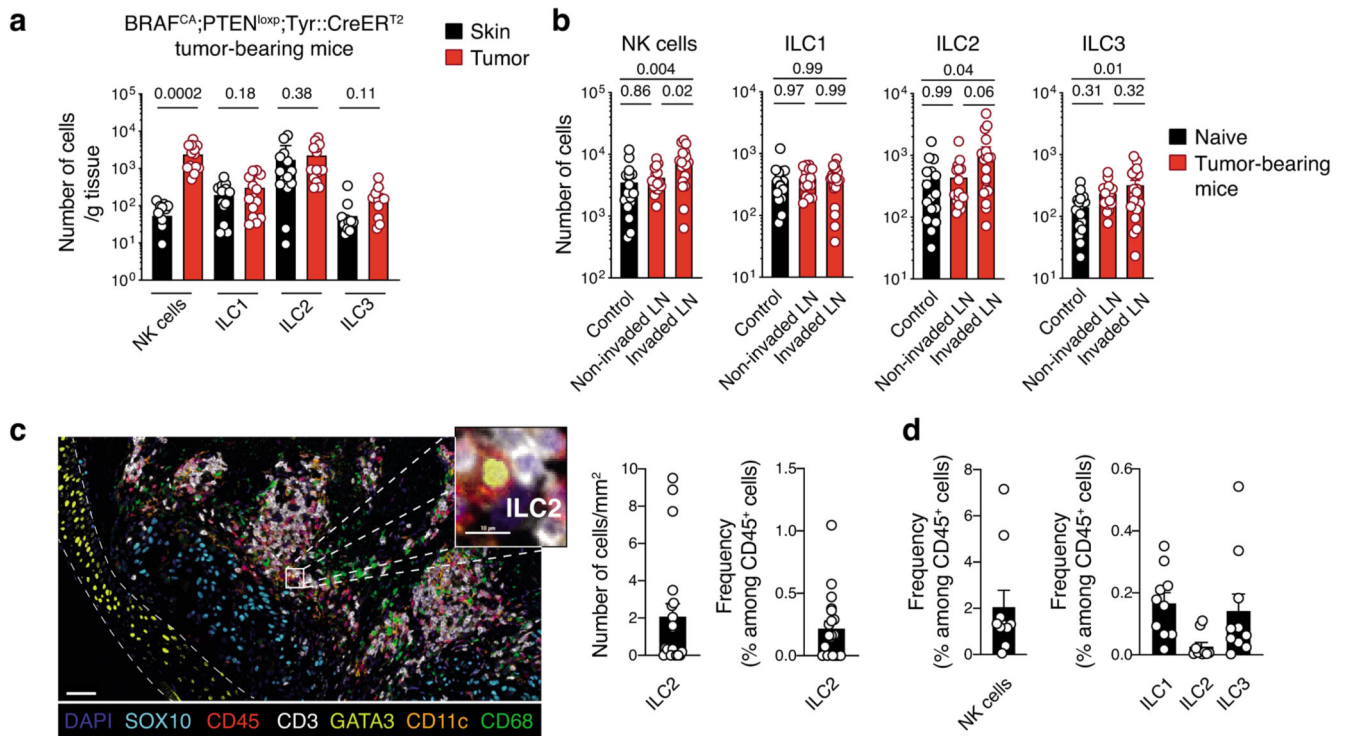 a
BRAF^CA;PTEN^loxp;Tyr::CreER^T2
tumor-bearing mice
Skin
Tumor
0.0002 0.18 0.38 0.11
Number of cells
/g tissue
10^5
10^4
10^3
10^2
10^1
10^0
NK cells ILC1 ILC2 ILC3
b
NK cells ILC1 ILC2 ILC3
0.004 0.99 0.04 0.01
0.86 0.02 0.97 0.99 0.99 0.06 0.31 0.32
Number of cells
10^5 10^4 10^3 10^2
10^4 10^3 10^2 10^1
10^5 10^4 10^3 10^2 10^1
10^4 10^3 10^2 10^1
Control Non-invaded LN Invaded LN
Control Non-invaded LN Invaded LN
Control Non-invaded LN Invaded LN
Control Non-invaded LN Invaded LN
Naive
Tumor-bearing
mice
c
ILC2
10 µm
DAPI SOX10 CD45 CD3 GATA3 CD11c CD68
Number of cells/mm²
10
8
6
4
2
0
ILC2
Frequency
(% among CD45⁺ cells)
1.5
1.0
0.5
0.0
ILC2
d
Frequency
(% among CD45⁺ cells)
8
6
4
2
0
NK cells
Frequency
(% among CD45⁺ cells)
0.6
0.4
0.2
0.0
ILC1 ILC2 ILC3